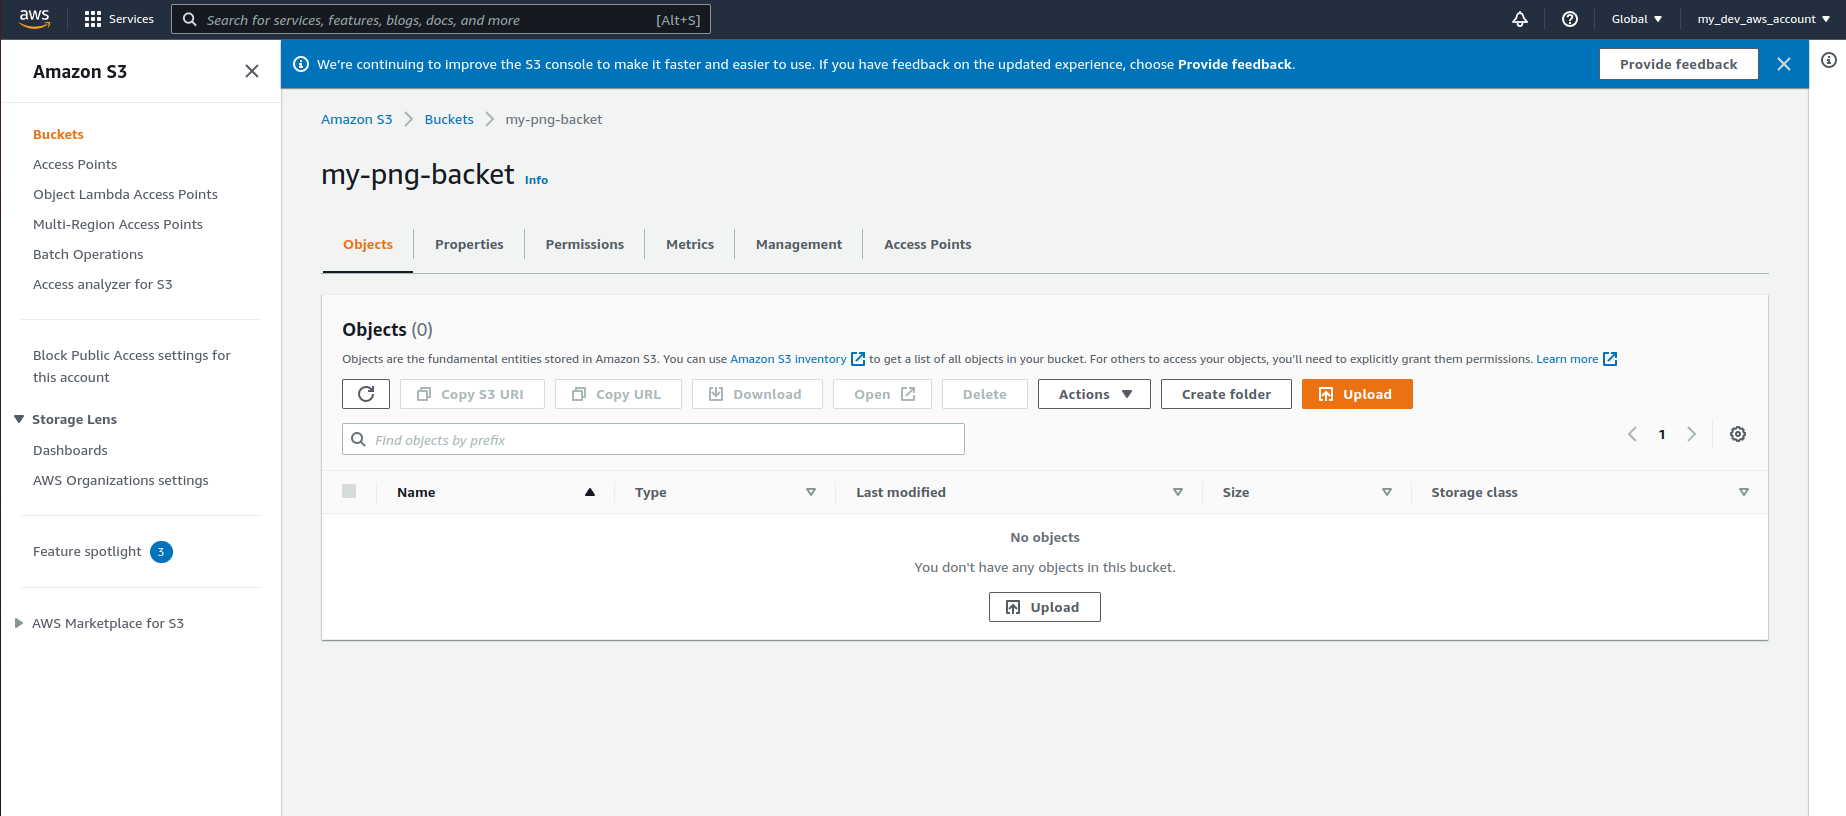 aws Services Search for services, features, blogs, docs, and more [Alt+S] Global my_dev_aws_account
Amazon S3
We're continuing to improve the S3 console to make it faster and easier to use. If you have feedback on the updated experience, choose Provide feedback. Provide feedback
Buckets
Access Points
Object Lambda Access Points
Multi-Region Access Points
Batch Operations
Access analyzer for S3
Block Public Access settings for
this account
Storage Lens
Dashboards
AWS Organizations settings
Feature spotlight 3
AWS Marketplace for S3
Amazon S3 Buckets my-png-backet
my-png-backet Info
Objects Properties Permissions Metrics Management Access Points
Objects (0)
Objects are the fundamental entities stored in Amazon S3. You can use Amazon S3 inventory to get a list of all objects in your bucket. For others to access your objects, you'll need to explicitly grant them permissions. Learn more
Copy S3 URI Copy URL Download Open Delete Actions Create folder Upload
Find objects by prefix 1
Name Type Last modified Size Storage class
No objects
You don't have any objects in this bucket.
Upload